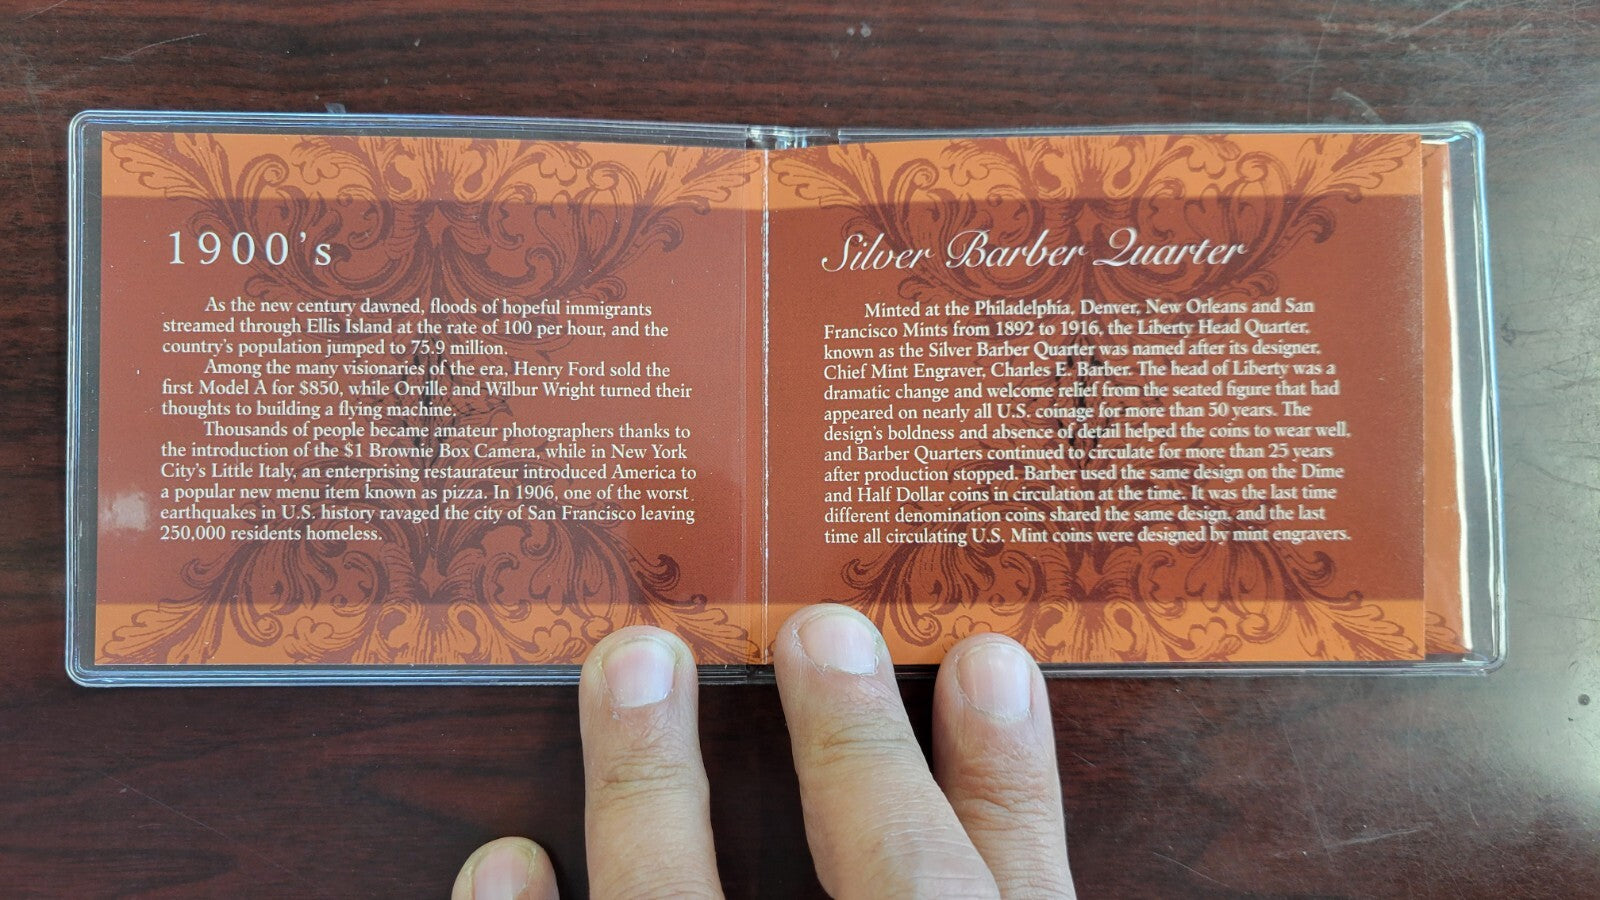 1900's
As the new century dawned, floods of hopeful immigrants
streamed through Ellis Island at the rate of 100 per hour, and the
country's population jumped to 75.9 million.
Among the many visionaries of the era, Henry Ford sold the
first Model A for $850, while Orville and Wilbur Wright turned their
thoughts to building a flying machine.
Thousands of people became amateur photographers thanks to
the introduction of the $1 Brownie Box Camera, while in New York
City's Little Italy, an enterprising restaurateur introduced America to
a popular new menu item known as pizza. In 1906, one of the worst
earthquakes in U.S. history ravaged the city of San Francisco leaving
250,000 residents homeless.
Silver Barber Quarter
Minted at the Philadelphia, Denver, New Orleans and San
Francisco Mints from 1892 to 1916, the Liberty Head Quarter,
known as the Silver Barber Quarter was named after its designer,
Chief Mint Engraver, Charles E. Barber. The head of Liberty was a
dramatic change and welcome relief from the seated figure that had
appeared on nearly all U.S. coinage for more than 50 years. The
design's boldness and absence of detail helped the coins to wear well,
and Barber Quarters continued to circulate for more than 25 years
after production stopped. Barber used the same design on the Dime
and Half Dollar coins in circulation at the time. It was the last time
different denomination coins shared the same design, and the last
time all circulating U.S. Mint coins were designed by mint engravers.